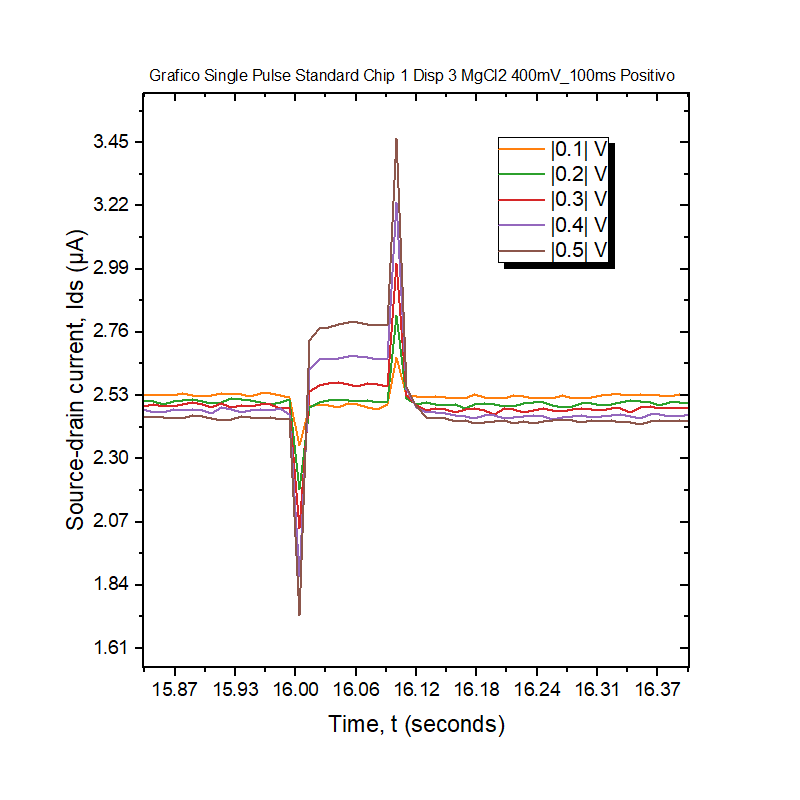 Grafico Single Pulse Standard Chip 1 Disp 3 MgCl2 400mV_100ms Positivo
|0.1| V
|0.2| V
|0.3| V
|0.4| V
|0.5| V
Source-drain current, Ids (μA)
3.45
3.22
2.99
2.76
2.53
2.30
2.07
1.84
1.61
15.87 15.93 16.00 16.06 16.12 16.18 16.24 16.31 16.37
Time, t (seconds)